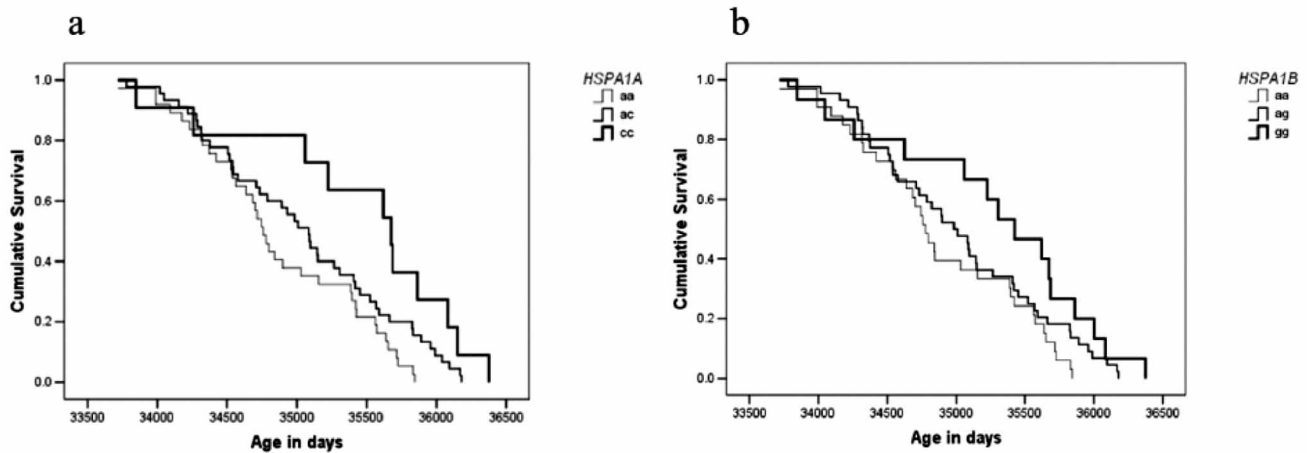 a
HSPA1A
aa
ac
cc
Cumulative Survival
1.0
0.8
0.6
0.4
0.2
0.0
33500 34000 34500 35000 35500 36000 36500
Age in days
b
HSPA1B
aa
ag
gg
Cumulative Survival
1.0
0.8
0.6
0.4
0.2
0.0
33500 34000 34500 35000 35500 36000 36500
Age in days